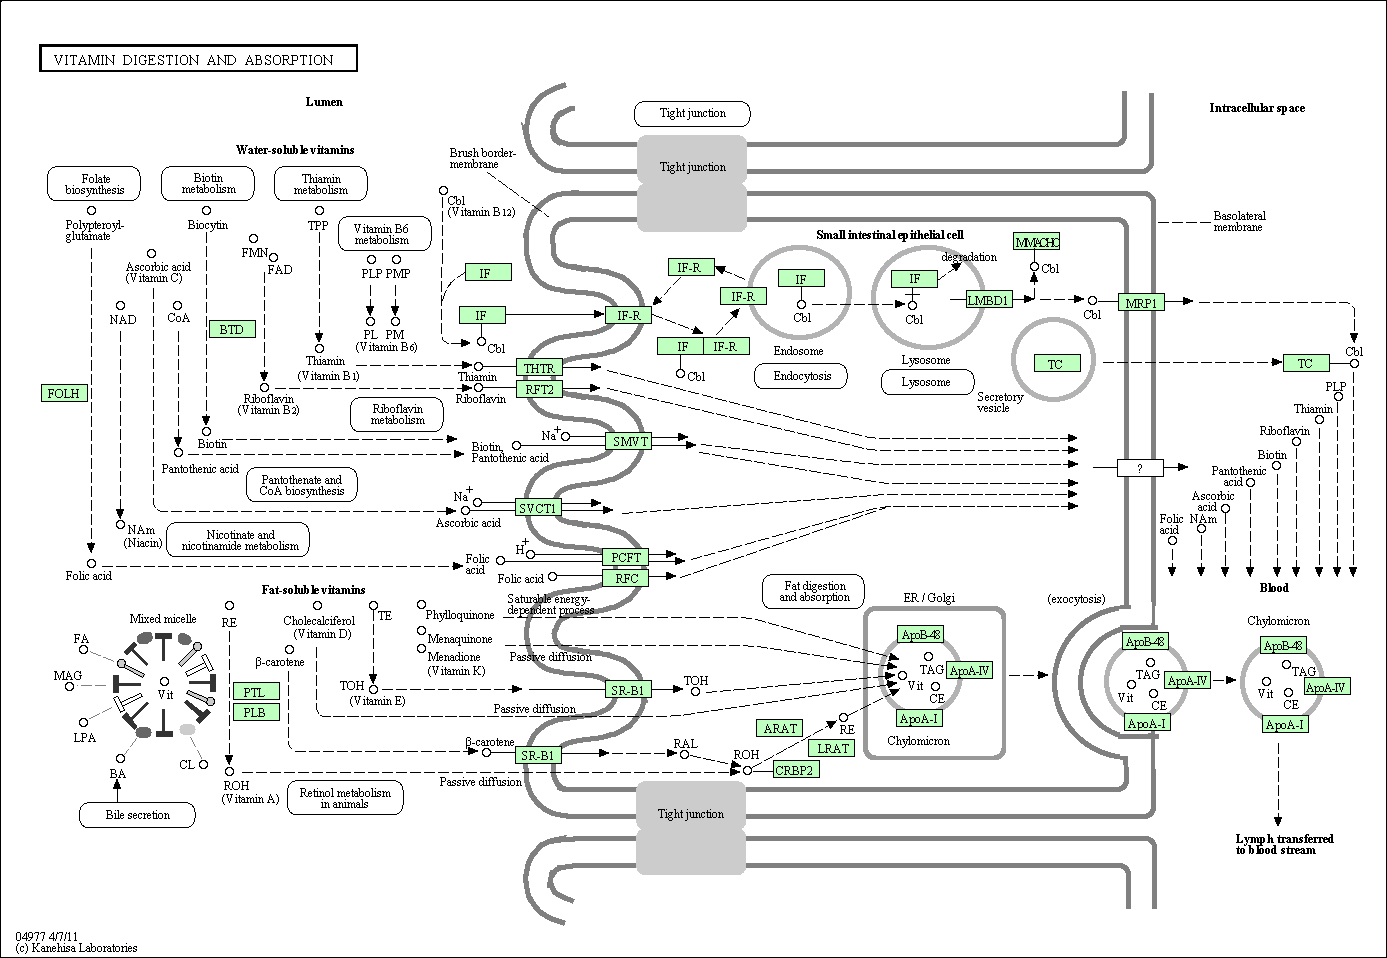 VITAMIN DIGESTION AND ABSORPTION
Lumen
Tight junction
Intracellular space
Water-soluble vitamins
Brush border-
membrane
Tight junction
Folate
biosynthesis
Biotin
metabolism
Thiamin
metabolism
Cbl
(Vitamin B12)
Polypteroyl-
glutamate
Biocytin
TPP
Vitamin B6
metabolism
Basolateral
membrane
Small intestinal epithelial cell
MMACHC
FMN
FAD
Ascorbic acid
(Vitamin C)
PLP
PMP
IF
IF-R
IF
IF
degradation
Cbl
IF-R
LMBD1
Cbl
MRP1
NAD
CoA
BTD
IF
IF-R
Cbl
Cbl
PL
PM
(Vitamin B6)
Cbl
IF
IF-R
Cbl
Endosome
Lysosome
Cbl
Thiamin
(Vitamin B1)
Thiamin
THTR
Endocytosis
Lysosome
TC
TC
FOLH
Riboflavin
(Vitamin B2)
Riboflavin
RFT2
Secretory
vesicle
PLP
Riboflavin
metabolism
Thiamin
Biotin
Na+
SMVT
Riboflavin
Biotin,
Pantothenic acid
Biotin
Pantothenic acid
?
Pantothenic
acid
Pantothenate and
CoA biosynthesis
Na+
SVCT1
Ascorbic acid
Ascorbic
acid
NAm
(Niacin)
Nicotinate and
nicotinamide metabolism
NAm
Folic
acid
H+
PCFT
Folic
acid
Folic acid
Folic acid
RFC
Fat-soluble vitamins
Fat digestion
and absorption
ER / Golgi
(exocytosis)
Blood
Saturable energy-
dependent process
Mixed micelle
RE
Cholecalciferol
(Vitamin D)
TE
Phylloquinone
Menaquinone
Menadione
(Vitamin K)
Passive diffusion
Chylomicron
FA
MAG
LPA
BA
CL
Vit
β-carotene
PTL
PLB
TOH
(Vitamin E)
SR-B1
TOH
Passive diffusion
ApoB-48
TAG
ApoA-IV
Vit
CE
ApoA-I
Chylomicron
ApoB-48
TAG
ApoA-IV
Vit
CE
ApoA-I
ApoB-48
TAG
ApoA-IV
Vit
CE
ApoA-I
ARAT
RE
LRAT
β-carotene
SR-B1
RAL
ROH
CRBP2
ROH
(Vitamin A)
Passive diffusion
Retinol metabolism
in animals
Bile secretion
Tight junction
Lymph transferred
to blood stream
04977 4/7/11
(c) Kanehisa Laboratories